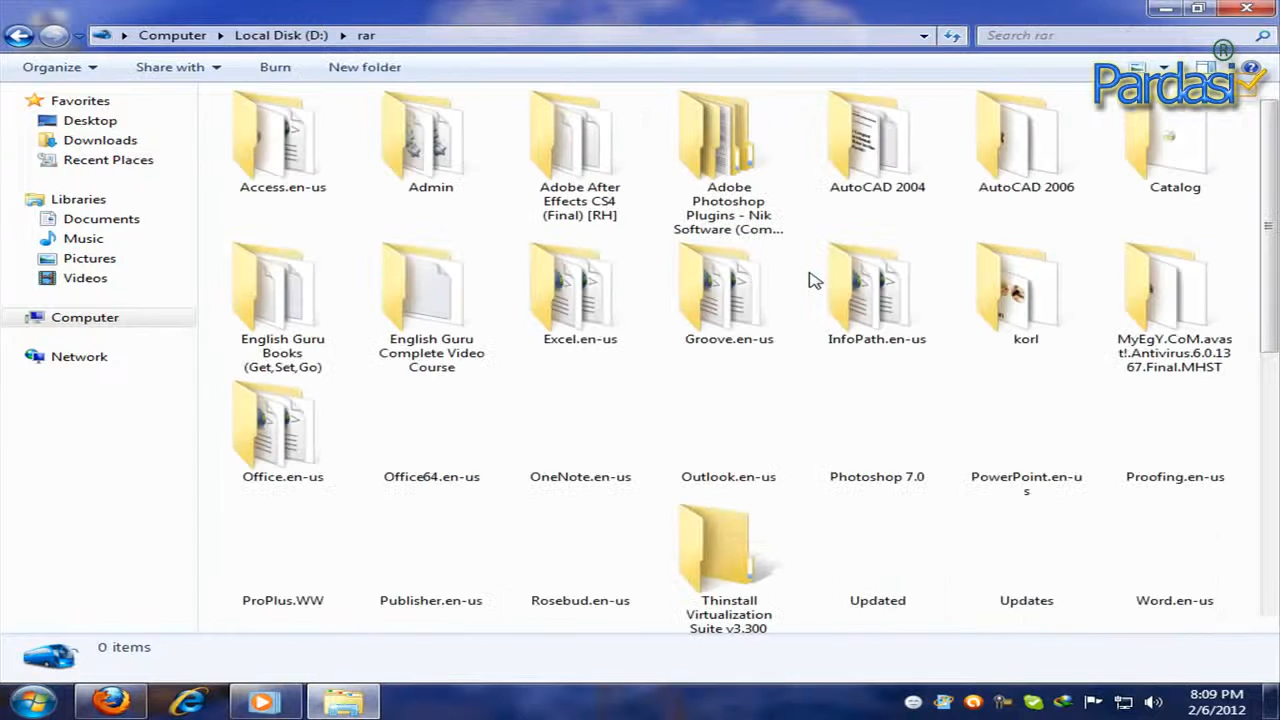 Computer Local Disk (D:) rar
Search rar
®
Pardasi
Organize Share with Burn New folder
Favorites
Desktop
Downloads
Recent Places
Libraries
Documents
Music
Pictures
Videos
Computer
Network
Access.en-us
Admin
Adobe After
Effects CS4
(Final) [RH]
Adobe
Photoshop
Plugins - Nik
Software (Com...
AutoCAD 2004
AutoCAD 2006
Catalog
English Guru
Books
(Get,Set,Go)
English Guru
Complete Video
Course
Excel.en-us
Groove.en-us
InfoPath.en-us
korl
MyEgY.CoM.avas
t!.Antivirus.6.0.13
67.Final.MHST
Office.en-us
Office64.en-us
OneNote.en-us
Outlook.en-us
Photoshop 7.0
PowerPoint.en-u
s
Proofing.en-us
ProPlus.WW
Publisher.en-us
Rosebud.en-us
Thinstall
Virtualization
Suite v3.300
Updated
Updates
Word.en-us
0 items
8:09 PM
2/6/2012